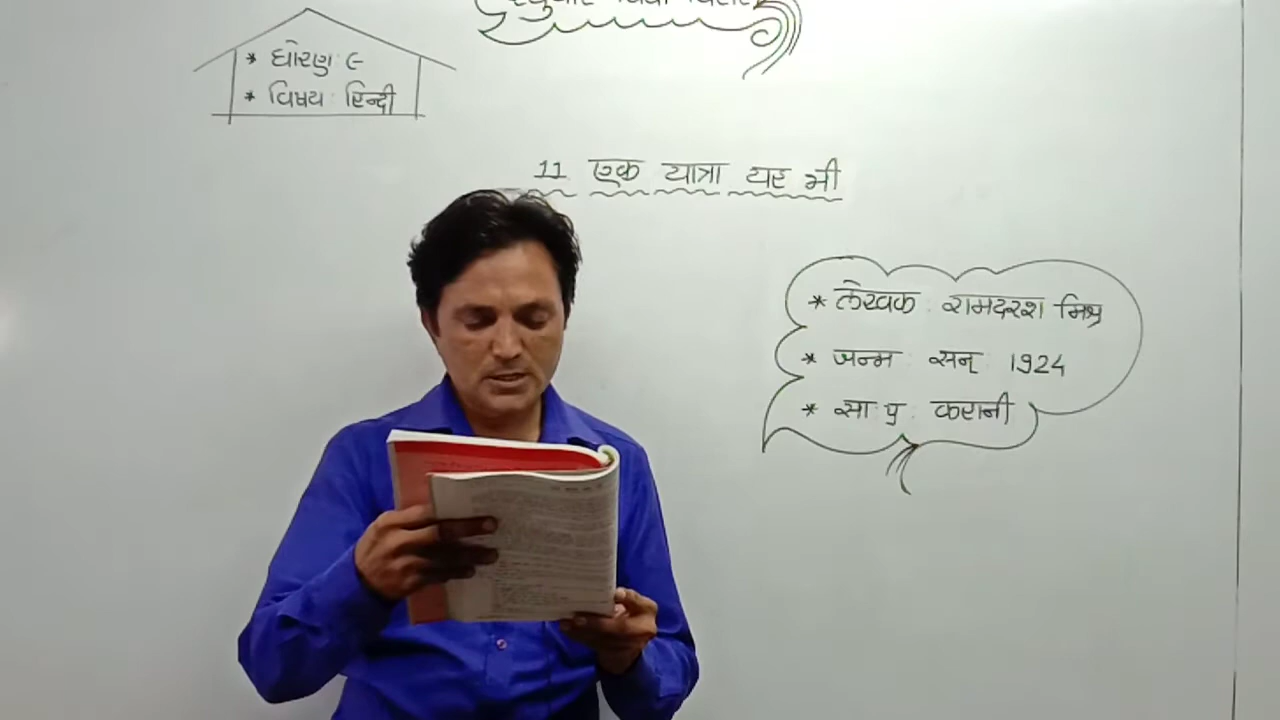 * धोरण : ९
* विषय : हिन्दी
11. एक यात्रा यह भी
* लेखक : रामदरश मिश्र
* जन्म : सन् 1924
* सा. पु : कहानी